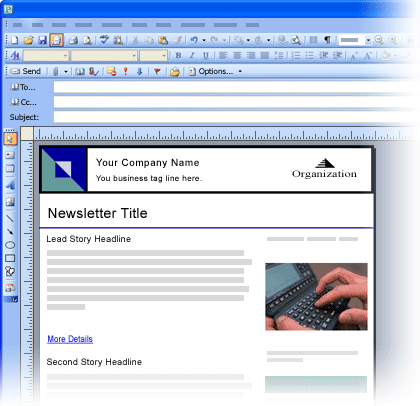 Send
Options...
To...
Cc...
Subject:
Your Company Name
You business tag line here.
Organization
Newsletter Title
Lead Story Headline
More Details
Second Story Headline